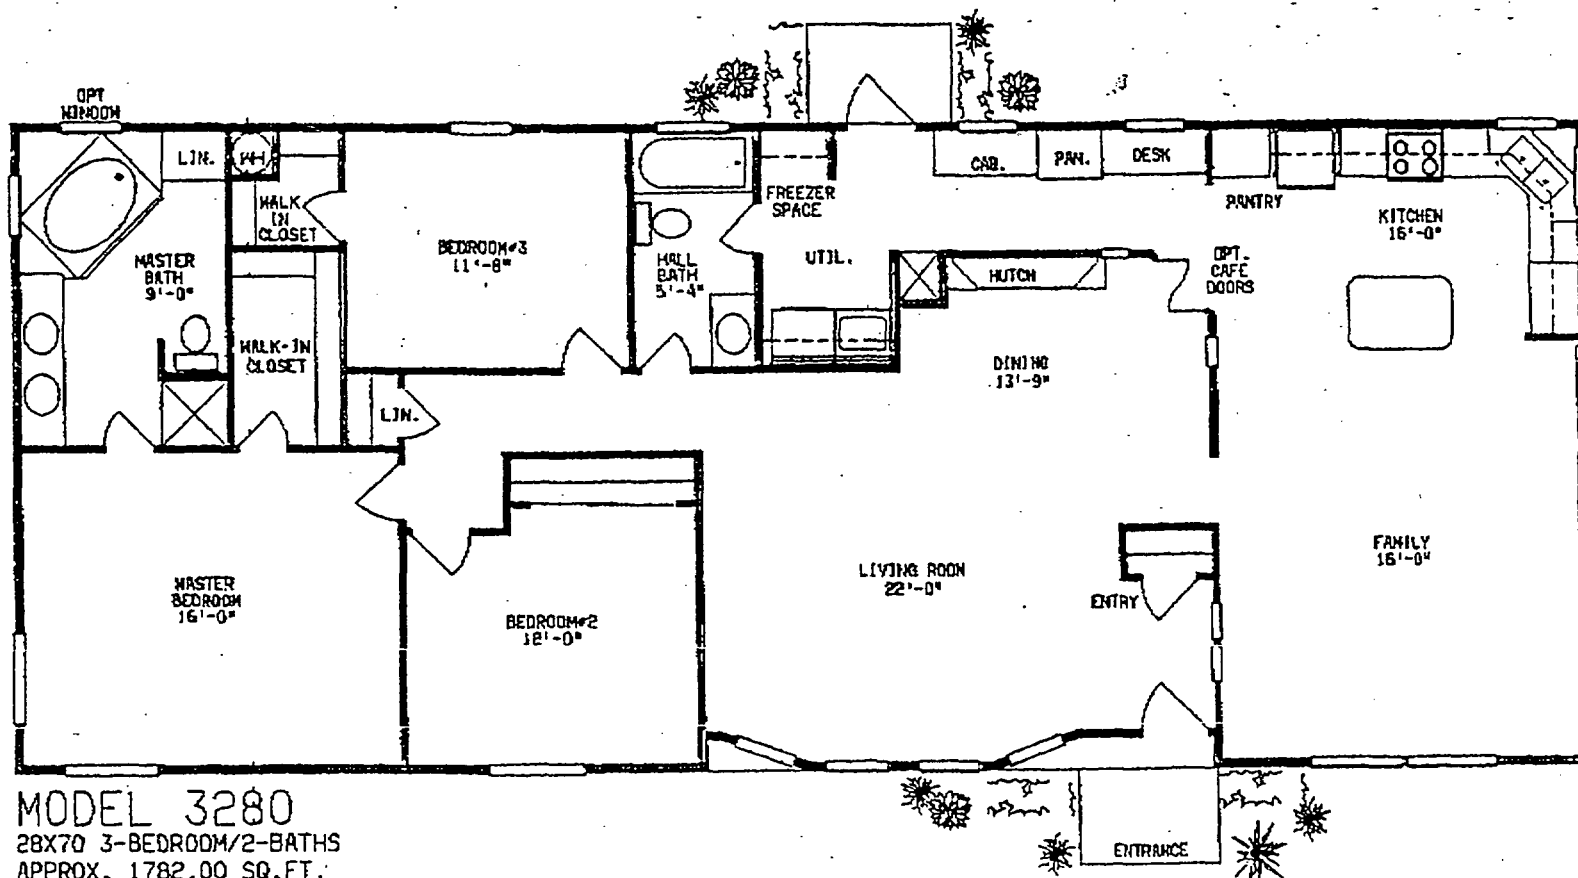 OPT
WINDOW
LIN.
WH
WALK
IN
CLOSET
MASTER
BATH
9'-0"
WALK-IN
CLOSET
BEDROOM#3
11'-8"
HALL
BATH
5'-4"
FREEZER
SPACE
UTIL.
CAB.
PAN.
DESK
PANTRY
KITCHEN
16'-0"
OPT.
CAFE
DOORS
HUTCH
DINING
13'-9"
LIN.
MASTER
BEDROOM
16'-0"
BEDROOM#2
12'-0"
LIVING ROOM
22'-0"
ENTRY
FAMILY
16'-0"
ENTRANCE
MODEL 3280
28X70 3-BEDROOM/2-BATHS
APPROX. 1782.00 SQ.FT.